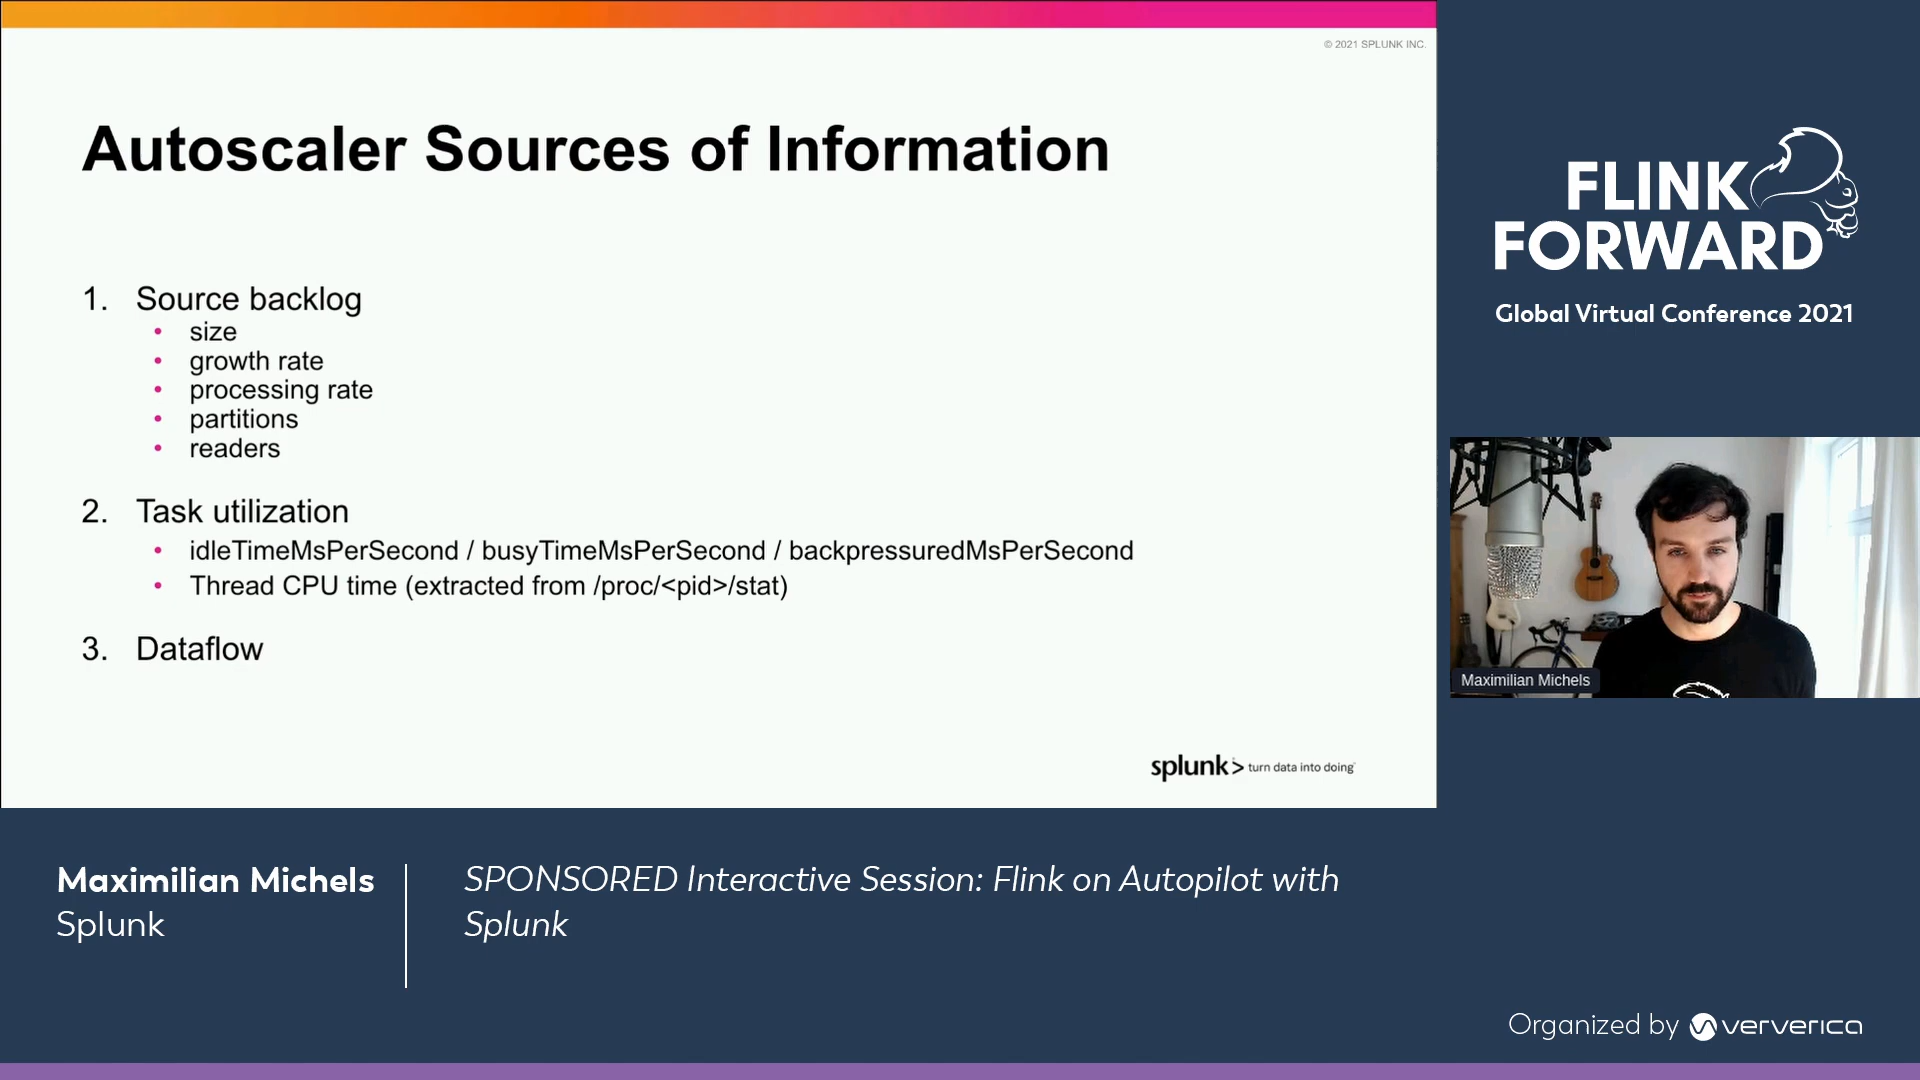 © 2021 SPLUNK INC.
Autoscaler Sources of Information
1. Source backlog
• size
• growth rate
• processing rate
• partitions
• readers
2. Task utilization
• idleTimeMsPerSecond / busyTimeMsPerSecond / backpressuredMsPerSecond
• Thread CPU time (extracted from /proc/<pid>/stat)
3. Dataflow
splunk> turn data into doing
FLINK
FORWARD
Global Virtual Conference 2021
Maximilian Michels
Maximilian Michels
Splunk
SPONSORED Interactive Session: Flink on Autopilot with
Splunk
Organized by ververica